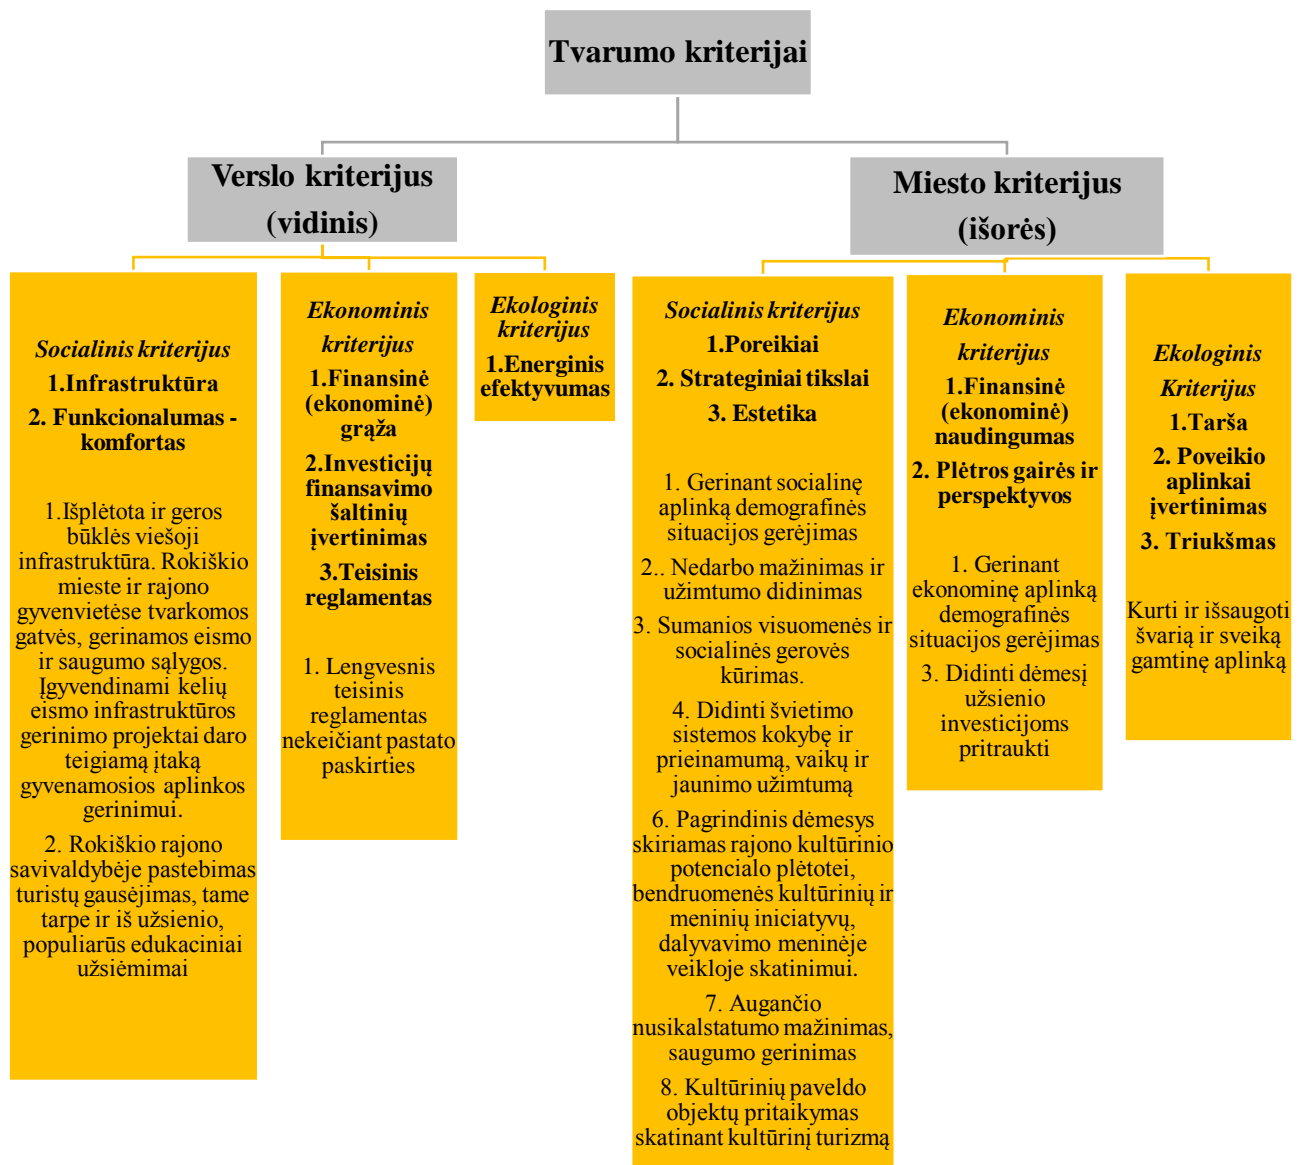 Tvarumo kriterijai
Verslo kriterijus
(vidinis)
Miesto kriterijus
(išorės)
Socialinis kriterijus
1.Infrastruktūra
2. Funkcionalumas -
komfortas
1.Išplėtota ir geros
būklės viešoji
infrastruktūra. Rokiškio
mieste ir rajono
gyvenvietėse tvarkomos
gatvės, gerinamos eismo
ir saugumo sąlygos.
Įgyvendinami kelių
eismo infrastruktūros
gerinimo projektai daro
teigiamą įtaką
gyvenamosios aplinkos
gerinimui.
2. Rokiškio rajono
savivaldybėje pastebimas
turistų gausėjimas, tame
tarpe ir iš užsienio,
populiarūs edukaciniai
užsiėmimai
Ekonominis
kriterijus
1.Finansinė
(ekonominė)
grąža
2.Investicijų
finansavimo
šaltinių
įvertinimas
3.Teisinis
reglamentas
1. Lengvesnis
teisinis
reglamentas
nekeičiant pastato
paskirties
Ekologinis
kriterijus
1.Energinis
efektyvumas
Socialinis kriterijus
1.Poreikiai
2. Strateginiai tikslai
3. Estetika
1. Gerinant socialinę
aplinką demografinės
situacijos gerėjimas
2.. Nedarbo mažinimas ir
užimtumo didinimas
3. Sumanios visuomenės ir
socialinės gerovės
kūrimas.
4. Didinti švietimo
sistemos kokybę ir
prieinamumą, vaikų ir
jaunimo užimtumą
6. Pagrindinis dėmesys
skiriamas rajono kultūrinio
potencialo plėtotei,
bendruomenės kultūrinių ir
meninių iniciatyvų,
dalyvavimo meninėje
veikloje skatinimui.
7. Augančio
nusikalstatumo mažinimas,
saugumo gerinimas
8. Kultūrinių paveldo
objektų pritaikymas
skatinant kultūrinį turizmą
Ekonominis
kriterijus
1.Finansinė
(ekonominė)
naudingumas
2. Plėtros gairės ir
perspektyvos
1. Gerinant
ekonominę aplinką
demografinės
situacijos gerėjimas
3. Didinti dėmesį
užsienio
investicijoms
pritraukti
Ekologinis
Kriterijus
1.Tarša
2. Poveikio
aplinkai
įvertinimas
3. Triukšmas
Kurti ir išsaugoti
švarią ir sveiką
gamtinę aplinką